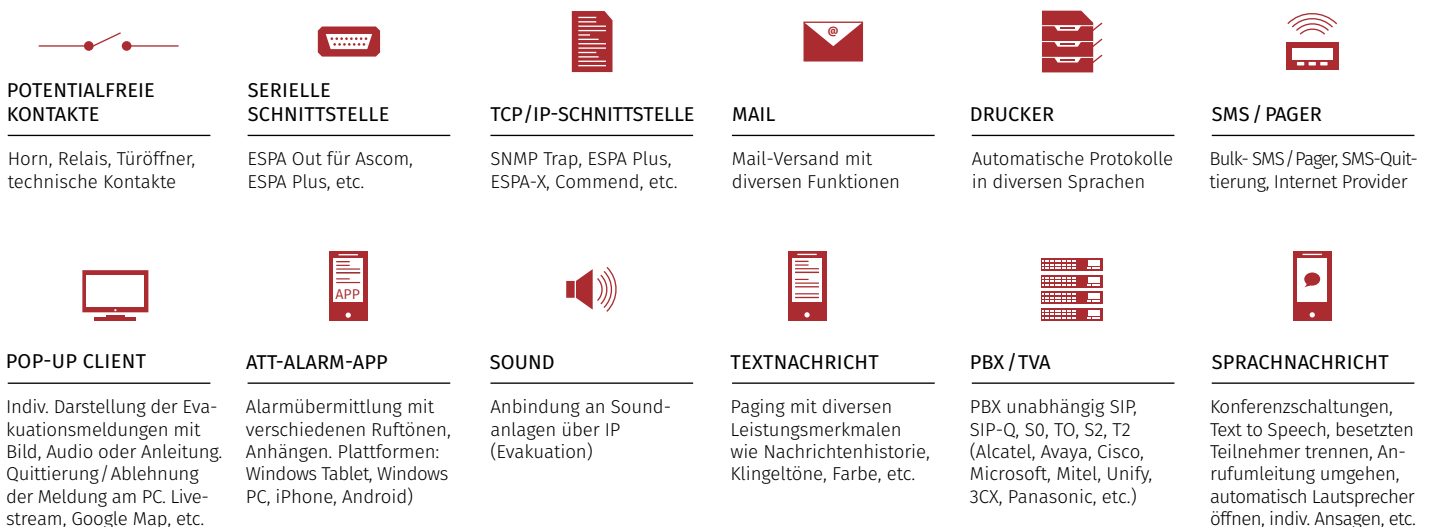 @
POTENTIALFREIE
KONTAKTE
Horn, Relais, Türöffner,
technische Kontakte
SERIELLE
SCHNITTSTELLE
ESPA Out für Ascom,
ESPA Plus, etc.
TCP/IP-SCHNITTSTELLE
SNMP Trap, ESPA Plus,
ESPA-X, Commend, etc.
MAIL
Mail-Versand mit
diversen Funktionen
DRUCKER
Automatische Protokolle
in diversen Sprachen
SMS / PAGER
Bulk- SMS / Pager, SMS-Quit-
tierung, Internet Provider
POP-UP CLIENT
Indiv. Darstellung der Eva-
kuationsmeldungen mit
Bild, Audio oder Anleitung.
Quittierung / Ablehnung
der Meldung am PC. Live-
stream, Google Map, etc.
APP
ATT-ALARM-APP
Alarmübermittlung mit
verschiedenen Ruftönen,
Anhängen. Plattformen:
Windows Tablet, Windows
PC, iPhone, Android)
SOUND
Anbindung an Sound-
anlagen über IP
(Evakuation)
TEXTNACHRICHT
Paging mit diversen
Leistungsmerkmalen
wie Nachrichtenhistorie,
Klingeltöne, Farbe, etc.
PBX / TVA
PBX unabhängig SIP,
SIP-Q, S0, TO, S2, T2
(Alcatel, Avaya, Cisco,
Microsoft, Mitel, Unify,
3CX, Panasonic, etc.)
SPRACHNACHRICHT
Konferenzschaltungen,
Text to Speech, besetzten
Teilnehmer trennen, An-
rufumleitung umgehen,
automatisch Lautsprecher
öffnen, indiv. Ansagen, etc.